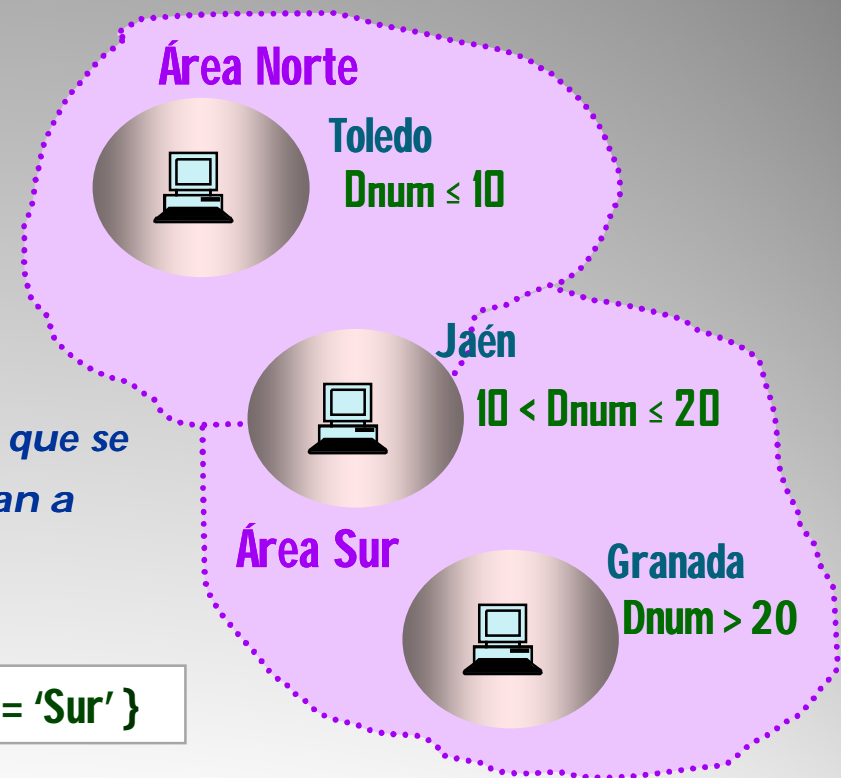 Área Norte
Toledo
Dnum ≤ 10
Jaén
10 < Dnum ≤ 20
que se
an a
Área Sur
Granada
Dnum > 20
= ‘Sur’ }